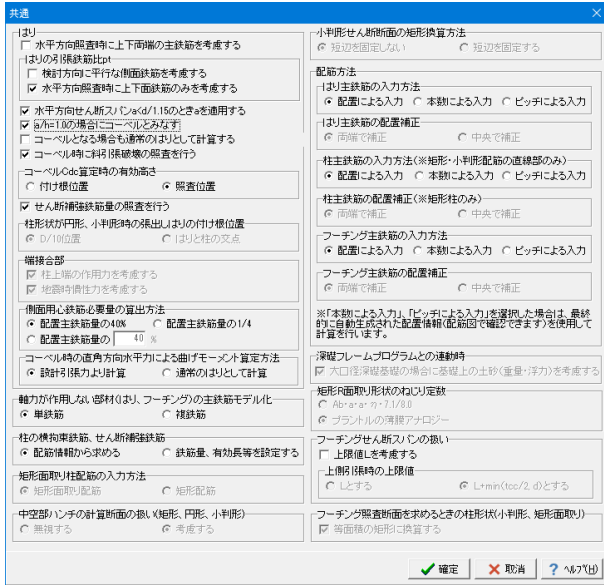 共通
はり
水平方向照査時に上下両端の主鉄筋を考慮する
はりの引張鉄筋比pt
検討方向に平行な側面鉄筋を考慮する
水平方向照査時に上下面鉄筋のみを考慮する
水平方向せん断スパンa<d/1.15のときaを適用する
a/h=1.0の場合にコーベルとみなす
コーベルとなる場合も通常のはりとして計算する
コーベル時に斜引張破壊の照査を行う
コーベルCdc算定時の有効高さ
付け根位置 照査位置
せん断補強鉄筋量の照査を行う
柱形状が円形、小判形時の張出しはりの付け根位置
D/10位置 はりと柱の交点
端接合部
柱上端の作用力を考慮する
地震時慣性力を考慮する
側面用心鉄筋必要量の算出方法
配置主鉄筋量の40% 配置主鉄筋量の1/4
配置主鉄筋量の 40 %
コーベル時の直角方向水平力による曲げモーメント算定方法
設計引張力より計算 通常のはりとして計算
軸力が作用しない部材(はり、フーチング)の主鉄筋モデル化
単鉄筋 複鉄筋
柱の横拘束鉄筋、せん断補強鉄筋
配筋情報から求める 鉄筋量、有効長等を設定する
矩形面取り柱配筋の入力方法
矩形面取り配筋 矩形配筋
中空部ハンチの計算断面の扱い(矩形、円形、小判形)
無視する 考慮する
小判形せん断断面の矩形換算方法
短辺を固定しない 短辺を固定する
配筋方法
はり主鉄筋の入力方法
配置による入力 本数による入力 ピッチによる入力
はり主鉄筋の配置補正
両端で補正 中央で補正
柱主鉄筋の入力方法(※矩形・小判形配筋の直線部のみ)
配置による入力 本数による入力 ピッチによる入力
柱主鉄筋の配置補正(※矩形柱のみ)
両端で補正 中央で補正
フーチング主鉄筋の入力方法
配置による入力 本数による入力 ピッチによる入力
フーチング主鉄筋の配置補正
両端で補正 中央で補正
※「本数による入力」、「ピッチによる入力」を選択した場合は、最終
的に自動生成された配置情報(配筋図で確認できます)を使用して
計算を行います。
深礎フレームプログラムとの連動時
大口径深礎基礎の場合に基礎上の土砂(重量・浮力)を考慮する
矩形R面取り形状のねじり定数
Ab・a・a・η・7.1/8.0
プラントルの薄膜アナロジー
フーチングせん断スパンの扱い
上限値Lを考慮する
上側引張時の上限値
Lとする L+min(tcc/2, d)とする
フーチング照査断面を求めるときの柱形状(小判形、矩形面取り)
等面積の矩形に換算する
確定 取消 ? ヘルプ(H)